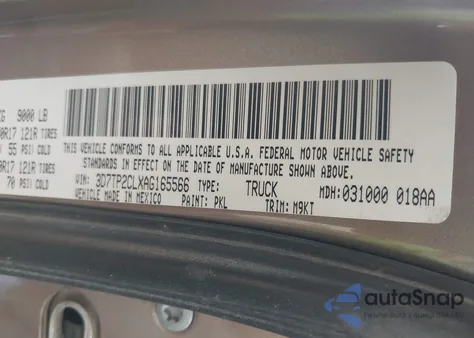 KG 9000 LB
0R17 121R TIRES
55 PSI/COLD
0R17 121R TIRES
70 PSI/COLD
THIS VEHICLE CONFORMS TO ALL APPLICABLE U.S.A. FEDERAL MOTOR VEHICLE SAFETY
STANDARDS IN EFFECT ON THE DATE OF MANUFACTURE SHOWN ABOVE.
VIN: 3D7TP2CLXAG165566 TYPE: TRUCK MDH:031000 018AA
VEHICLE MADE IN MEXICO PAINT: PKL TRIM: M9KT
autoSnap